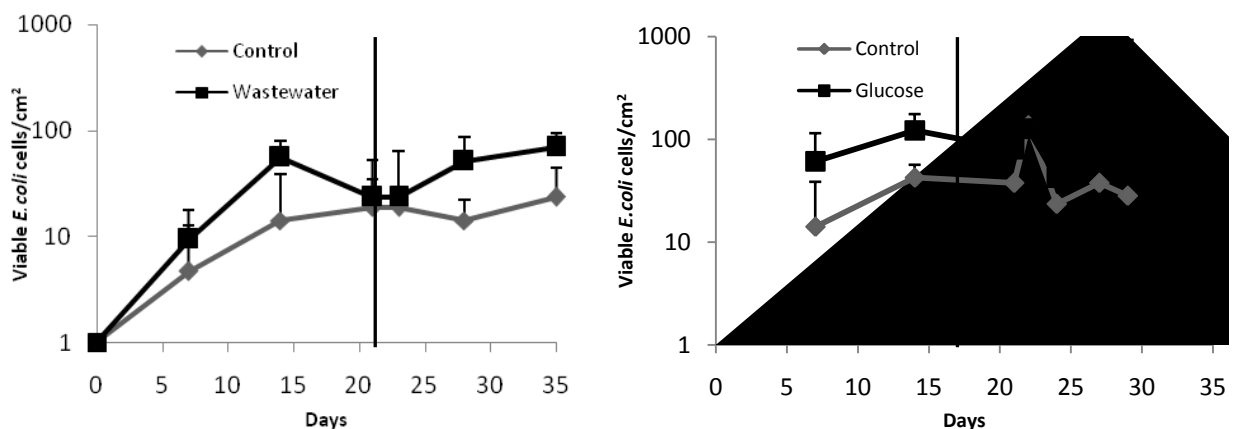 1000
100
10
1
Viable E.coli cells/cm²
Control
Wastewater
0 5 10 15 20 25 30 35
Days
1000
100
10
1
Viable E.coli cells/cm²
Control
Glucose
0 5 10 15 20 25 30 35
Days